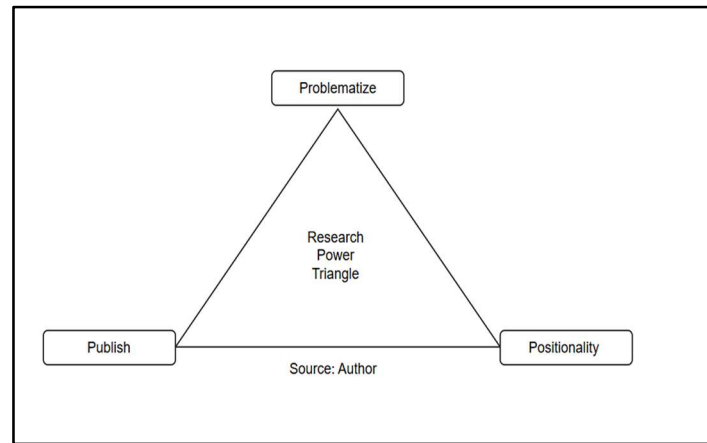 Problematize
Research
Power
Triangle
Publish
Positionality
Source: Author